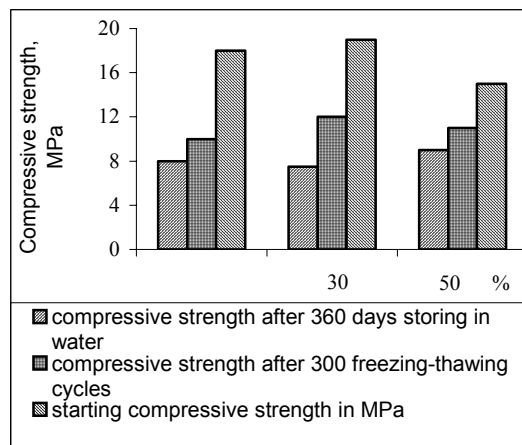 20
16
12
8
4
0
Compressive strength,
MPa
30 50 %
compressive strength after 360 days storing in
water
compressive strength after 300 freezing-thawing
cycles
starting compressive strength in MPa